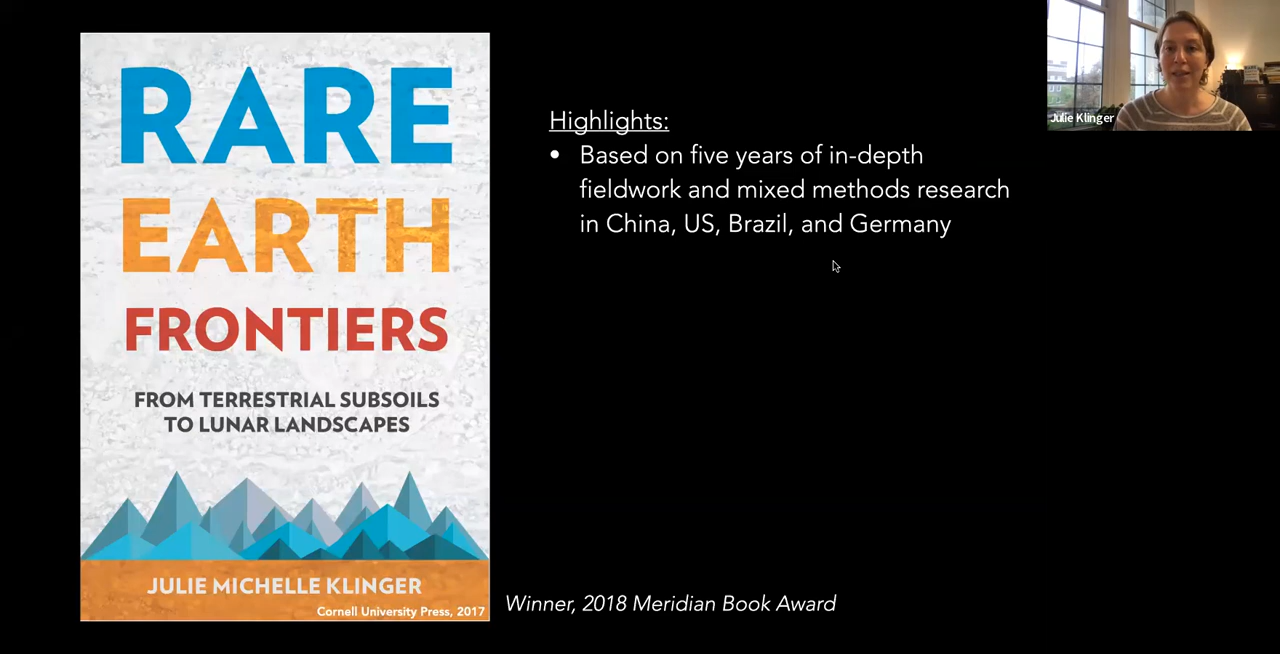 RARE
EARTH
FRONTIERS
FROM TERRESTRIAL SUBSOILS
TO LUNAR LANDSCAPES
JULIE MICHELLE KLINGER
Cornell University Press, 2017
Highlights:
• Based on five years of in-depth
fieldwork and mixed methods research
in China, US, Brazil, and Germany
Winner, 2018 Meridian Book Award
Julie Klinger